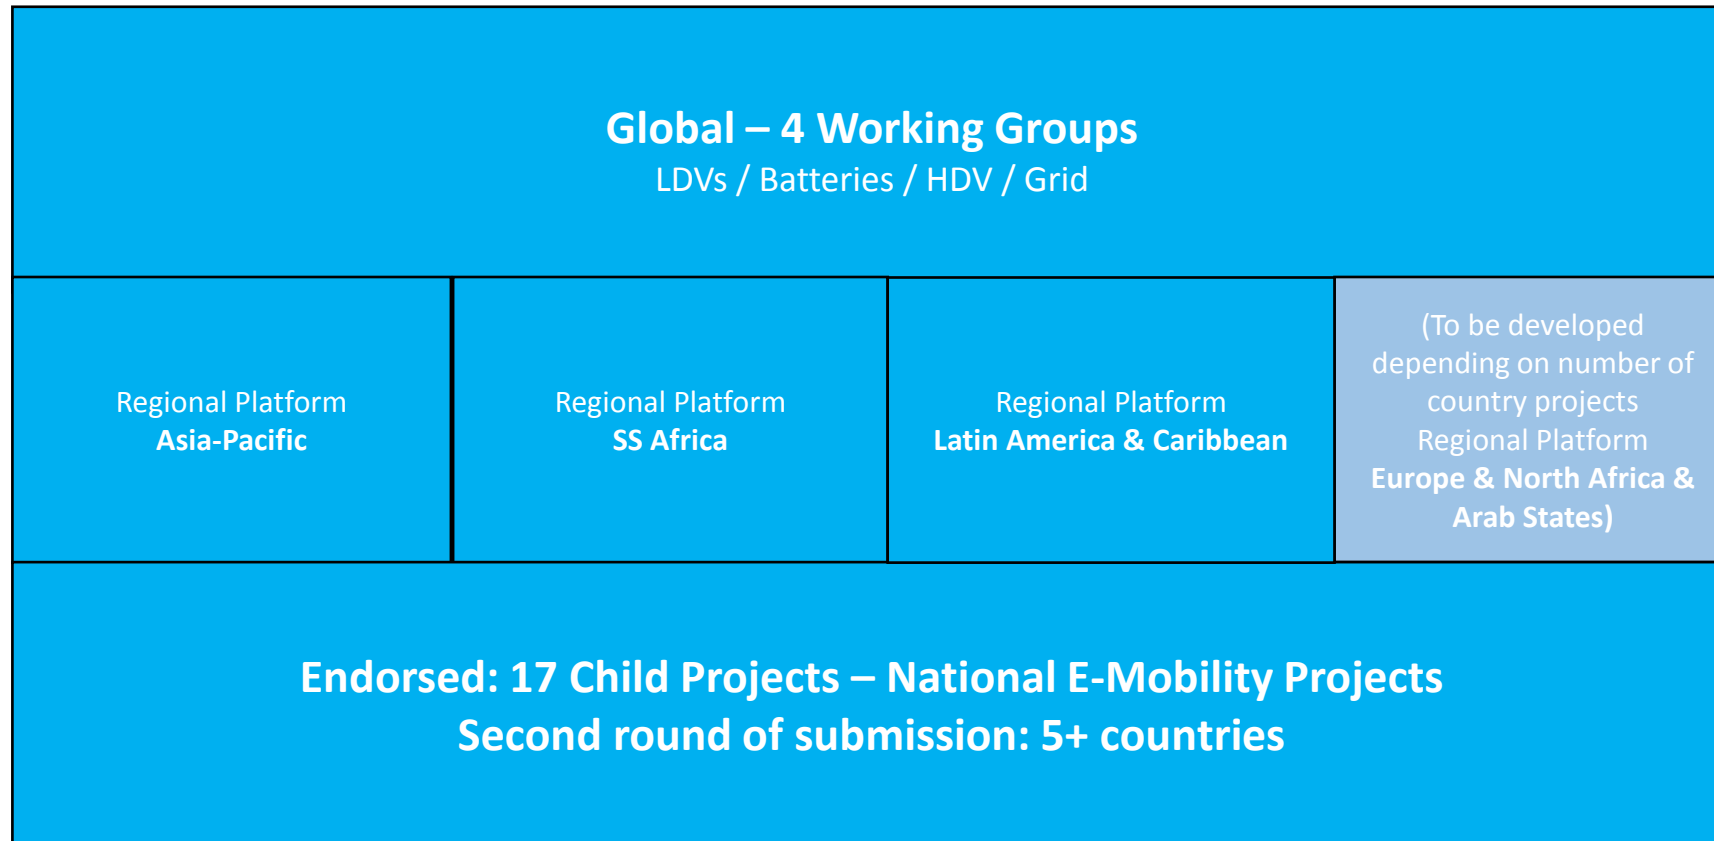 Global – 4 Working Groups
LDVs / Batteries / HDV / Grid
Regional Platform
Asia-Pacific
Regional Platform
SS Africa
Regional Platform
Latin America & Caribbean
(To be developed
depending on number of
country projects
Regional Platform
Europe & North Africa &
Arab States)
Endorsed: 17 Child Projects – National E-Mobility Projects
Second round of submission: 5+ countries